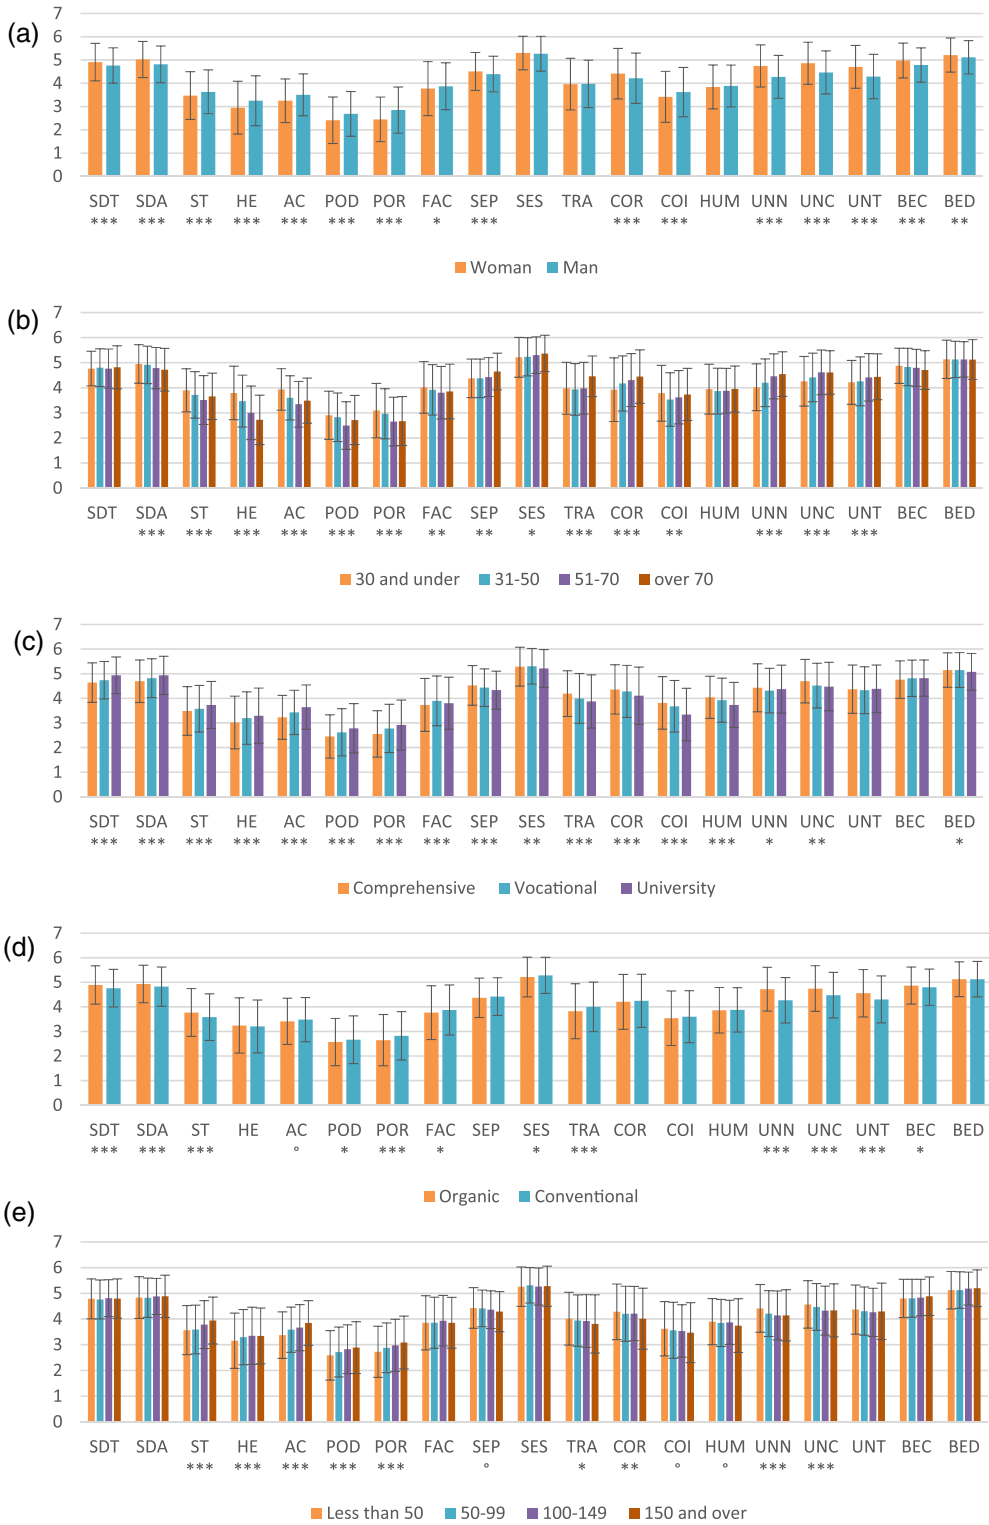 (a)
7
6
5
4
3
2
1
0
SDT SDA ST HE AC POD POR FAC SEP SES TRA COR COI HUM UNN UNC UNT BEC BED
*** *** *** *** *** *** *** * *** *** *** *** *** *** *** **
Woman Man
(b)
7
6
5
4
3
2
1
0
SDT SDA ST HE AC POD POR FAC SEP SES TRA COR COI HUM UNN UNC UNT BEC BED
*** *** *** *** *** *** ** ** * *** *** ** *** *** ***
30 and under 31-50 51-70 over 70
(c)
7
6
5
4
3
2
1
0
SDT SDA ST HE AC POD POR FAC SEP SES TRA COR COI HUM UNN UNC UNT BEC BED
*** *** *** *** *** *** *** *** *** ** *** *** *** *** * ** *
Comprehensive Vocational University
(d)
7
6
5
4
3
2
1
0
SDT SDA ST HE AC POD POR FAC SEP SES TRA COR COI HUM UNN UNC UNT BEC BED
*** *** *** ° * *** * * *** *** *** *** *
Organic Conventional
(e)
7
6
5
4
3
2
1
0
SDT SDA ST HE AC POD POR FAC SEP SES TRA COR COI HUM UNN UNC UNT BEC BED
*** *** *** *** *** ° * ** ° ° *** ***
Less than 50 50-99 100-149 150 and over